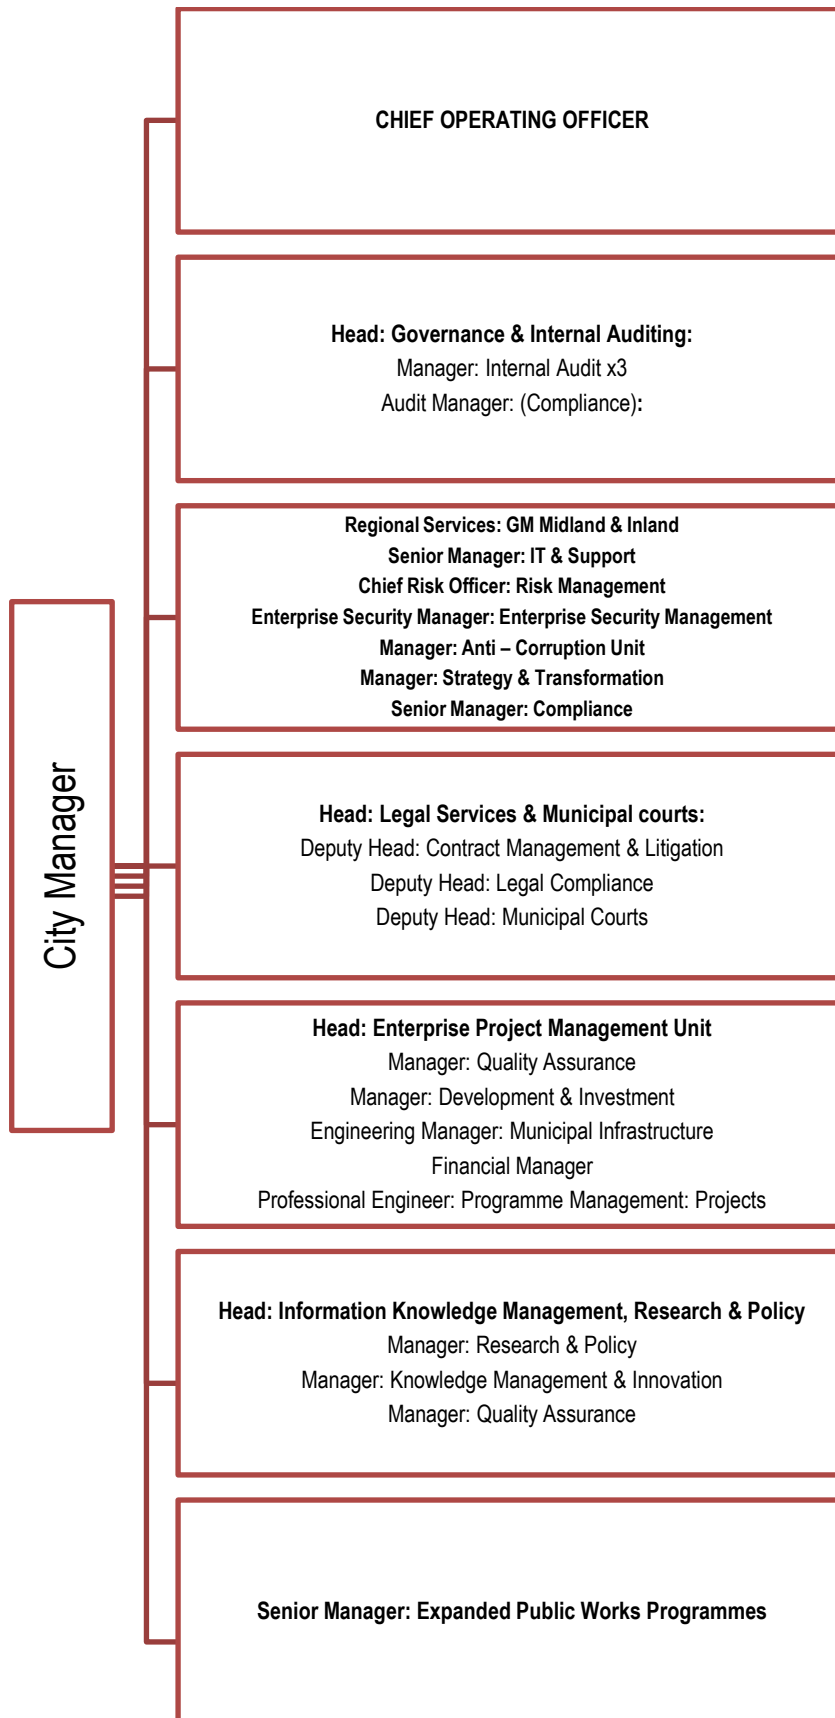 City Manager
CHIEF OPERATING OFFICER
Head: Governance & Internal Auditing:
Manager: Internal Audit x3
Audit Manager: (Compliance):
Regional Services: GM Midland & Inland
Senior Manager: IT & Support
Chief Risk Officer: Risk Management
Enterprise Security Manager: Enterprise Security Management
Manager: Anti – Corruption Unit
Manager: Strategy & Transformation
Senior Manager: Compliance
Head: Legal Services & Municipal courts:
Deputy Head: Contract Management & Litigation
Deputy Head: Legal Compliance
Deputy Head: Municipal Courts
Head: Enterprise Project Management Unit
Manager: Quality Assurance
Manager: Development & Investment
Engineering Manager: Municipal Infrastructure
Financial Manager
Professional Engineer: Programme Management: Projects
Head: Information Knowledge Management, Research & Policy
Manager: Research & Policy
Manager: Knowledge Management & Innovation
Manager: Quality Assurance
Senior Manager: Expanded Public Works Programmes